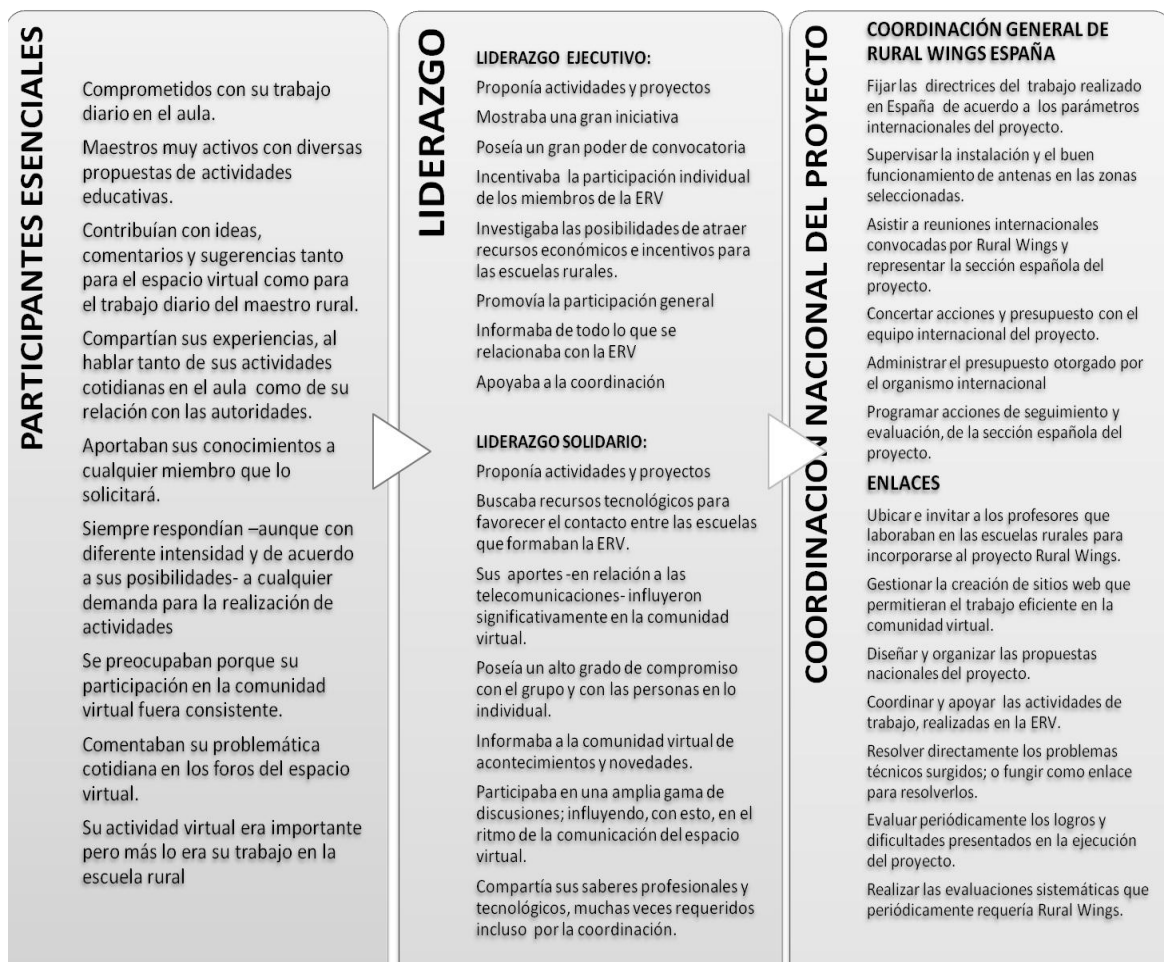 PARTICIPANTES ESENCIALES
Comprometidos con su trabajo
diario en el aula.
Maestros muy activos con diversas
propuestas de actividades
educativas.
Contribuían con ideas,
comentarios y sugerencias tanto
para el espacio virtual como para
el trabajo diario del maestro rural.
Compartían sus experiencias, al
hablar tanto de sus actividades
cotidianas en el aula como de su
relación con las autoridades.
Aportaban sus conocimientos a
cualquier miembro que lo
solicitará.
Siempre respondían –aunque con
diferente intensidad y de acuerdo
a sus posibilidades- a cualquier
demanda para la realización de
actividades
Se preocupaban porque su
participación en la comunidad
virtual fuera consistente.
Comentaban su problemática
cotidiana en los foros del espacio
virtual.
Su actividad virtual era importante
pero más lo era su trabajo en la
escuela rural
LIDERAZGO
LIDERAZGO EJECUTIVO:
Proponía actividades y proyectos
Mostraba una gran iniciativa
Poseía un gran poder de convocatoria
Incentivaba la participación individual
de los miembros de la ERV
Investigaba las posibilidades de atraer
recursos económicos e incentivos para
las escuelas rurales.
Promovía la participación general
Informaba de todo lo que se
relacionaba con la ERV
Apoyaba a la coordinación
LIDERAZGO SOLIDARIO:
Proponía actividades y proyectos
Buscaba recursos tecnológicos para
favorecer el contacto entre las escuelas
que formaban la ERV.
Sus aportes -en relación a las
telecomunicaciones- influyeron
significativamente en la comunidad
virtual.
Poseía un alto grado de compromiso
con el grupo y con las personas en lo
individual.
Informaba a la comunidad virtual de
acontecimientos y novedades.
Participaba en una amplia gama de
discusiones; influyendo, con esto, en el
ritmo de la comunicación del espacio
virtual.
Compartía sus saberes profesionales y
tecnológicos, muchas veces requeridos
incluso por la coordinación.
COORDINACION NACIONAL DEL PROYECTO
COORDINACIÓN GENERAL DE
RURAL WINGS ESPAÑA
Fijar las directrices del trabajo realizado
en España de acuerdo a los parámetros
internacionales del proyecto.
Supervisar la instalación y el buen
funcionamiento de antenas en las zonas
seleccionadas.
Asistir a reuniones internacionales
convocadas por Rural Wings y
representar la sección española del
proyecto.
Concertar acciones y presupuesto con el
equipo internacional del proyecto.
Administrar el presupuesto otorgado por
el organismo internacional
Programar acciones de seguimiento y
evaluación, de la sección española del
proyecto.
ENLACES
Ubicar e invitar a los profesores que
laboraban en las escuelas rurales para
incorporarse al proyecto Rural Wings.
Gestionar la creación de sitios web que
permitieran el trabajo eficiente en la
comunidad virtual.
Diseñar y organizar las propuestas
nacionales del proyecto.
Coordinar y apoyar las actividades de
trabajo, realizadas en la ERV.
Resolver directamente los problemas
técnicos surgidos; o fungir como enlace
para resolverlos.
Evaluar periódicamente los logros y
dificultades presentados en la ejecución
del proyecto.
Realizar las evaluaciones sistemáticas que
periódicamente requería Rural Wings.